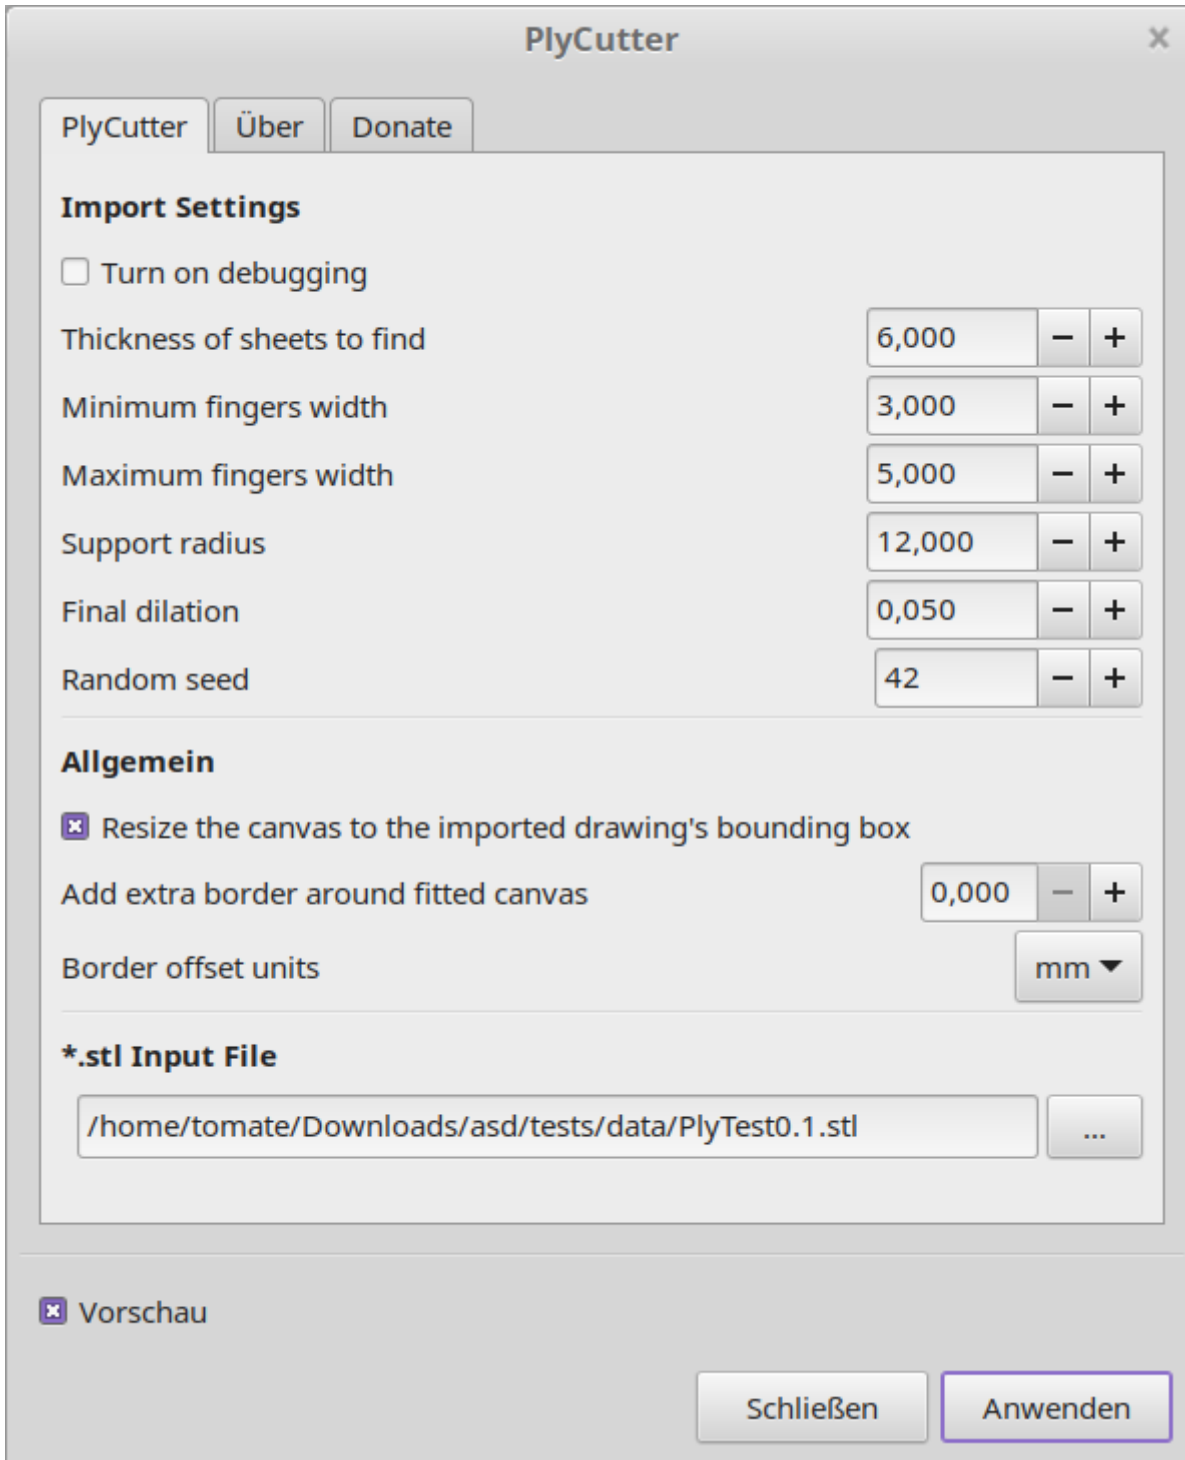 PlyCutter
PlyCutter Über Donate
Import Settings
Turn on debugging
Thickness of sheets to find 6,000 − +
Minimum fingers width 3,000 − +
Maximum fingers width 5,000 − +
Support radius 12,000 − +
Final dilation 0,050 − +
Random seed 42 − +
Allgemein
Resize the canvas to the imported drawing's bounding box
Add extra border around fitted canvas 0,000 − +
Border offset units mm
*.stl Input File
/home/tomate/Downloads/asd/tests/data/PlyTest0.1.stl ...
Vorschau
Schließen Anwenden